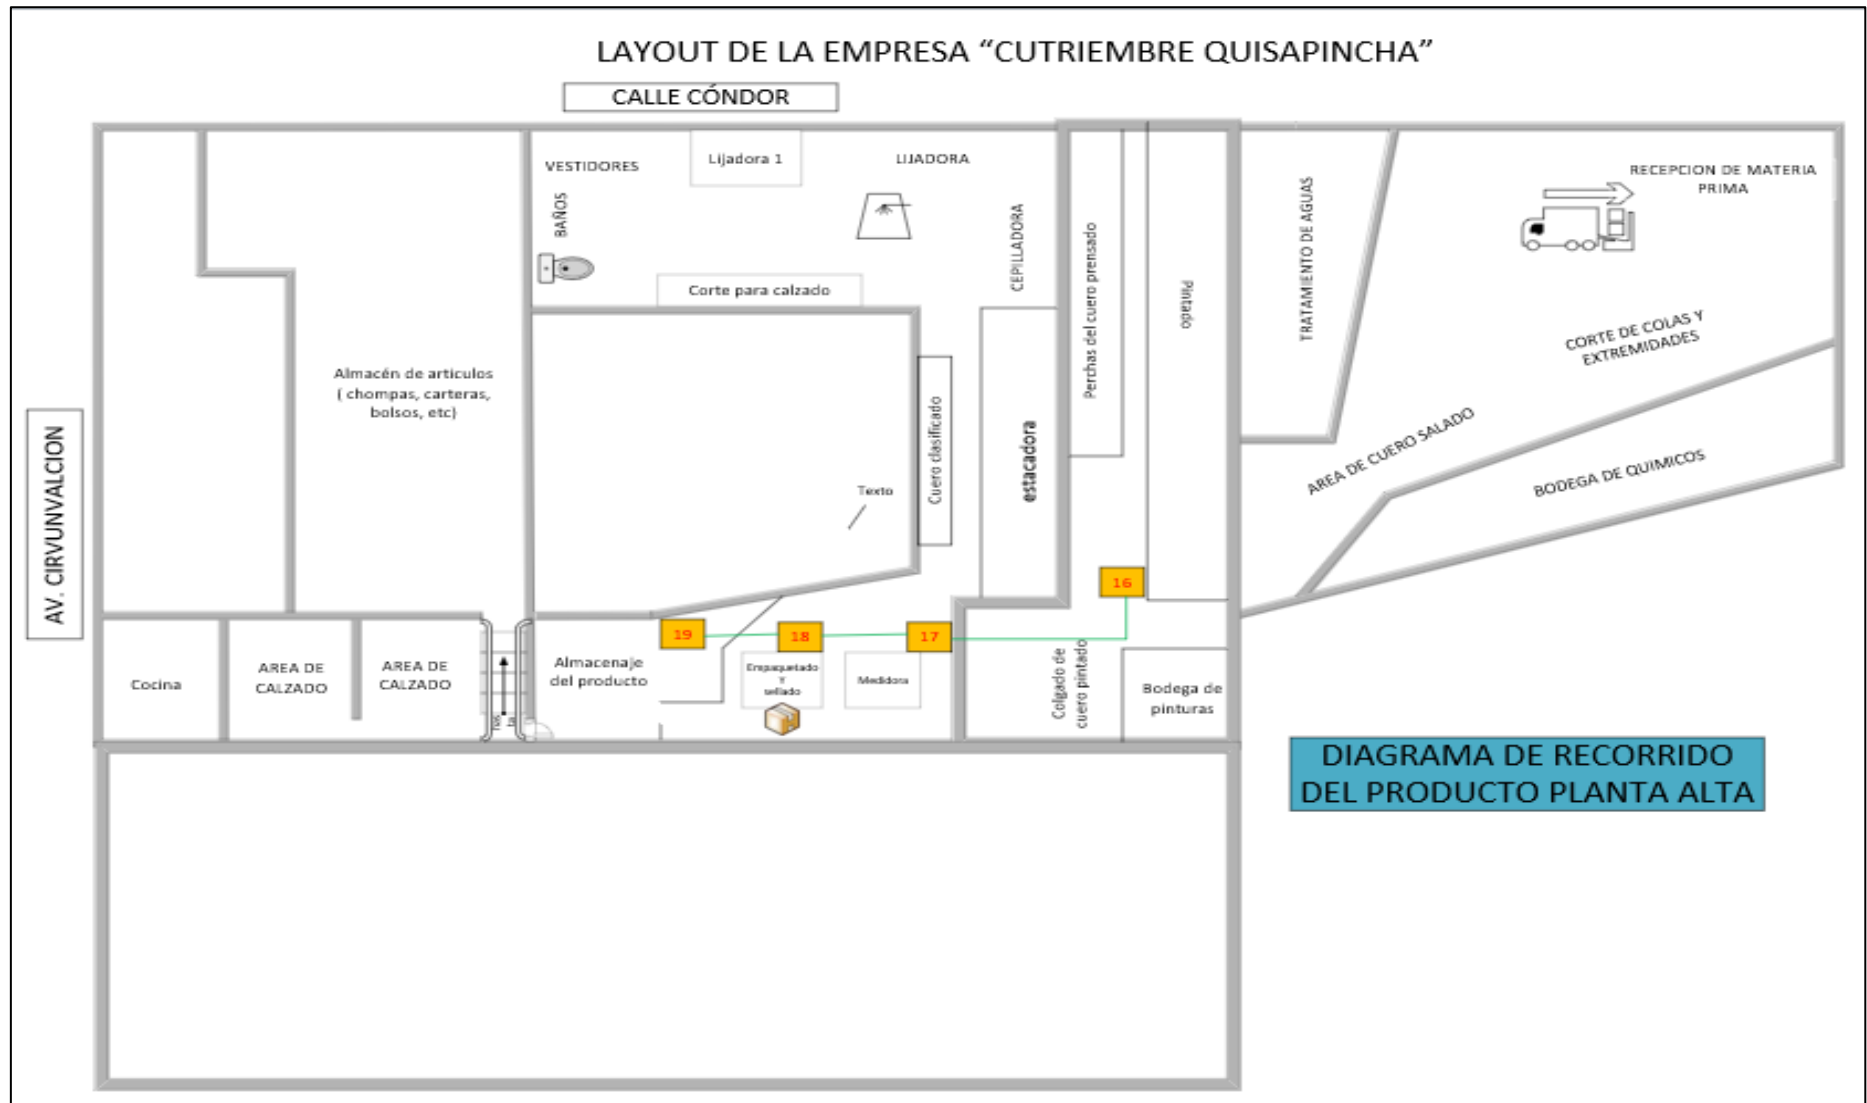 LAYOUT DE LA EMPRESA “CUTRIEMBRE QUISAPINCHA”
CALLE CÓNDOR
AV. CIRVUNVALCION
VESTIDORES
Lijadora 1
LIJADORA
BAÑOS
Corte para calzado
CEPILLADORA
Perchas del cuero prensado
Pintado
TRATAMIENTO DE AGUAS
RECEPCION DE MATERIA
PRIMA
CORTE DE COLAS Y
EXTREMIDADES
AREA DE CUERO SALADO
BODEGA DE QUIMICOS
Almacén de articulos
( chompas, carteras,
bolsos, etc)
Texto
Cuero clasificado
estacadora
16
19
18
17
Cocina
AREA DE
CALZADO
AREA DE
CALZADO
Almacenaje
del producto
Empaquetado
Y
sellado
Medidora
Colgado de
cuero pintado
Bodega de
pinturas
DIAGRAMA DE RECORRIDO
DEL PRODUCTO PLANTA ALTA